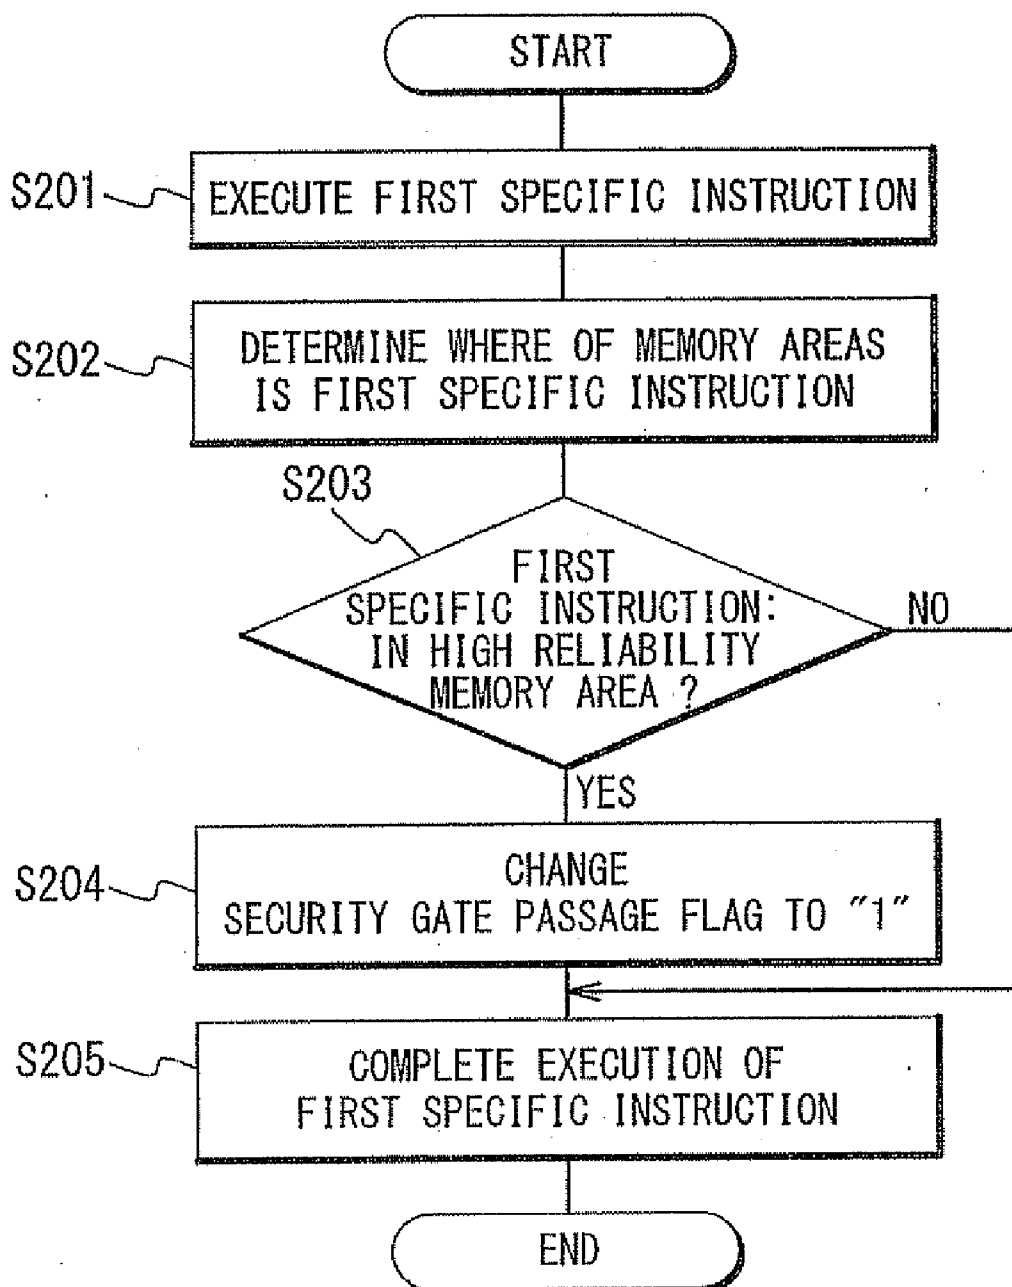 START
S201
EXECUTE FIRST SPECIFIC INSTRUCTION
S202
DETERMINE WHERE OF MEMORY AREAS
IS FIRST SPECIFIC INSTRUCTION
S203
FIRST
SPECIFIC INSTRUCTION:
IN HIGH RELIABILITY
MEMORY AREA ?
NO
YES
S204
CHANGE
SECURITY GATE PASSAGE FLAG TO "1"
S205
COMPLETE EXECUTION OF
FIRST SPECIFIC INSTRUCTION
END